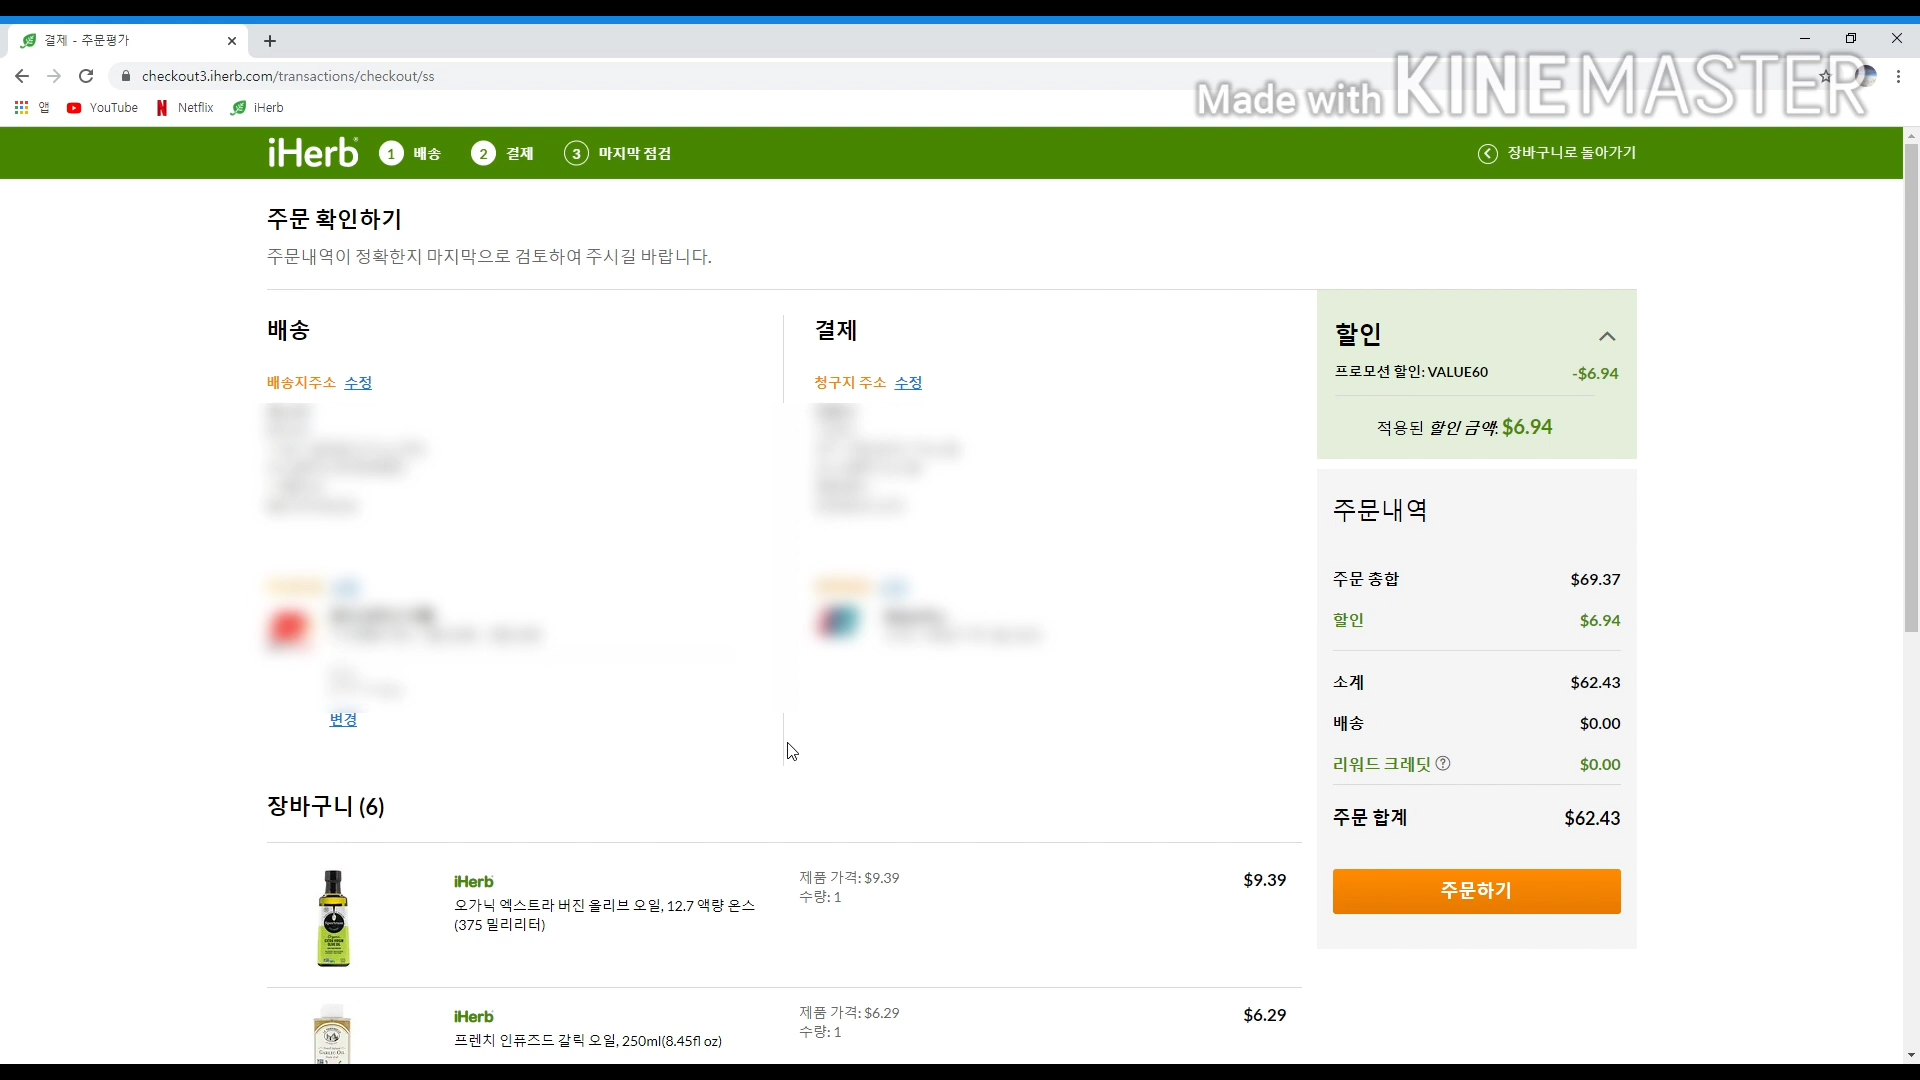 결제 - 주문평가
checkout3.iherb.com/transactions/checkout/ss
Made with KINEMASTER
앱 YouTube Netflix iHerb
iHerb 1 배송 2 결제 3 마지막 점검 장바구니로 돌아가기
주문 확인하기
주문내역이 정확한지 마지막으로 검토하여 주시길 바랍니다.
배송
배송지주소 수정
변경
결제
청구지 주소 수정
할인
프로모션 할인: VALUE60 -$6.94
적용된 할인 금액: $6.94
주문내역
주문 총합 $69.37
할인 $6.94
소계 $62.43
배송 $0.00
리워드 크레딧 ? $0.00
주문 합계 $62.43
주문하기
장바구니 (6)
iHerb
오가닉 엑스트라 버진 올리브 오일, 12.7 액량 온스
(375 밀리리터)
제품 가격: $9.39
수량: 1
$9.39
iHerb
프렌치 인퓨즈드 갈릭 오일, 250ml(8.45fl oz)
제품 가격: $6.29
수량: 1
$6.29